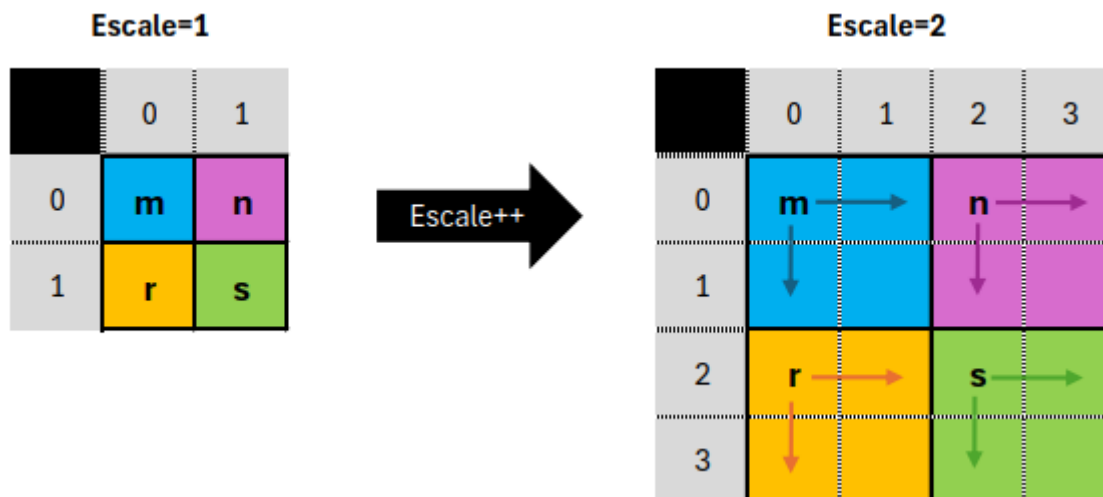 Escale=1 Escale=2
0 1 0 1 2 3
0 m n Escale++ 0 m n
1 r s 1
2 r s
3